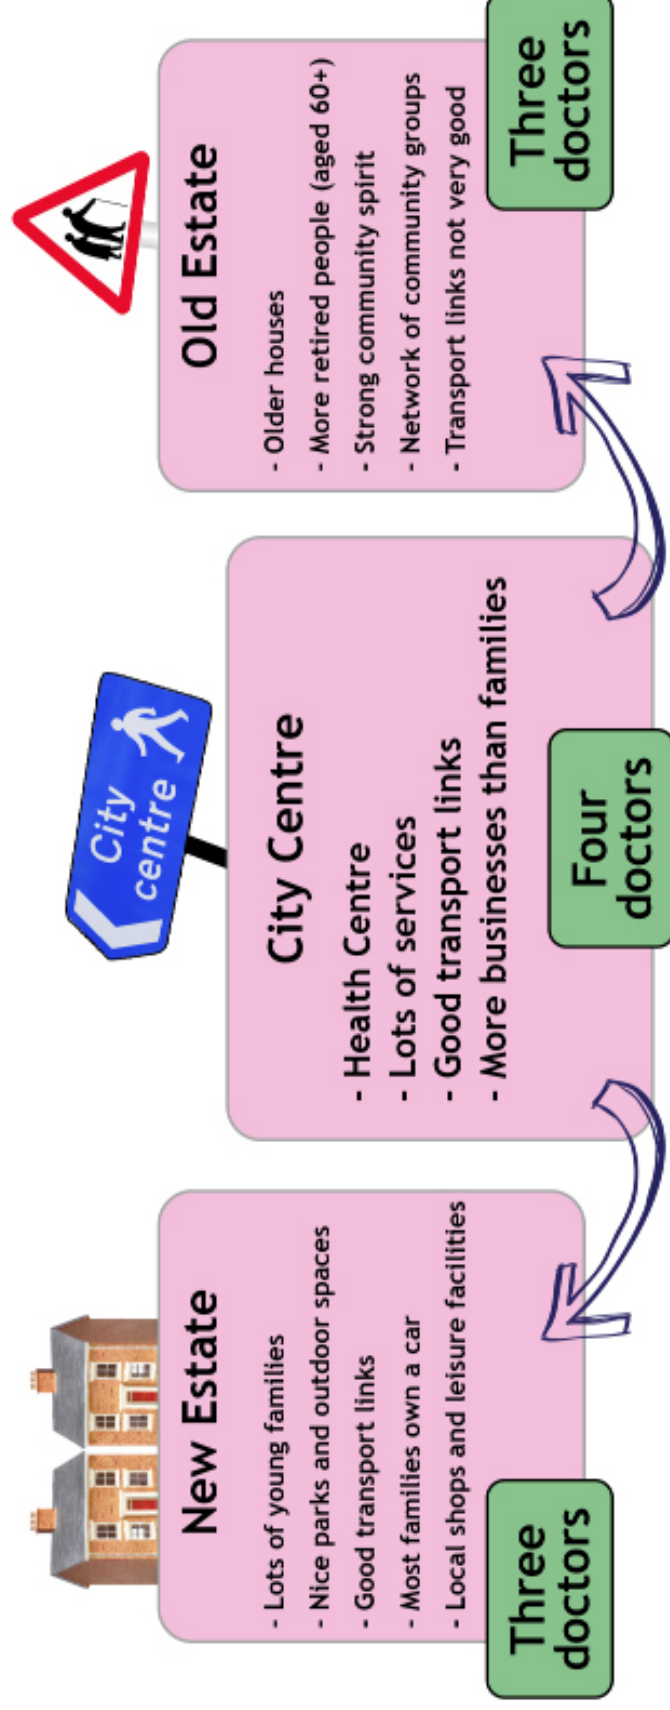 New Estate
- Lots of young families
- Nice parks and outdoor spaces
- Good transport links
- Most families own a car
- Local shops and leisure facilities
Three
doctors
City
centre
City Centre
- Health Centre
- Lots of services
- Good transport links
- More businesses than families
Four
doctors
Old Estate
- Older houses
- More retired people (aged 60+)
- Strong community spirit
- Network of community groups
- Transport links not very good
Three
doctors